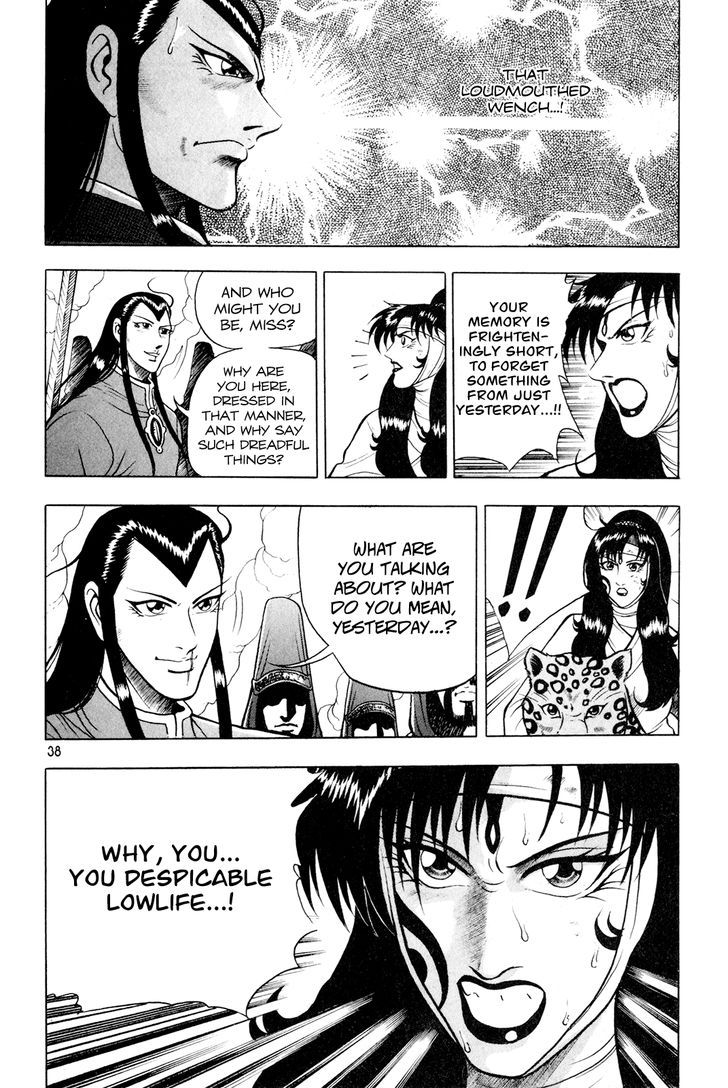 THAT
LOUDMOUTHED
WENCH...!
AND WHO
MIGHT YOU
BE, MISS?
WHY ARE
YOU HERE,
DRESSED IN
THAT MANNER,
AND WHY SAY
SUCH DREADFUL
THINGS?
YOUR
MEMORY IS
FRIGHTEN-
INGLY SHORT,
TO FORGET
SOMETHING
FROM JUST
YESTERDAY...!!
WHAT ARE
YOU TALKING
ABOUT? WHAT
DO YOU MEAN,
YESTERDAY...?
!!
38
WHY, YOU...
YOU DESPICABLE
LOWLIFE...!